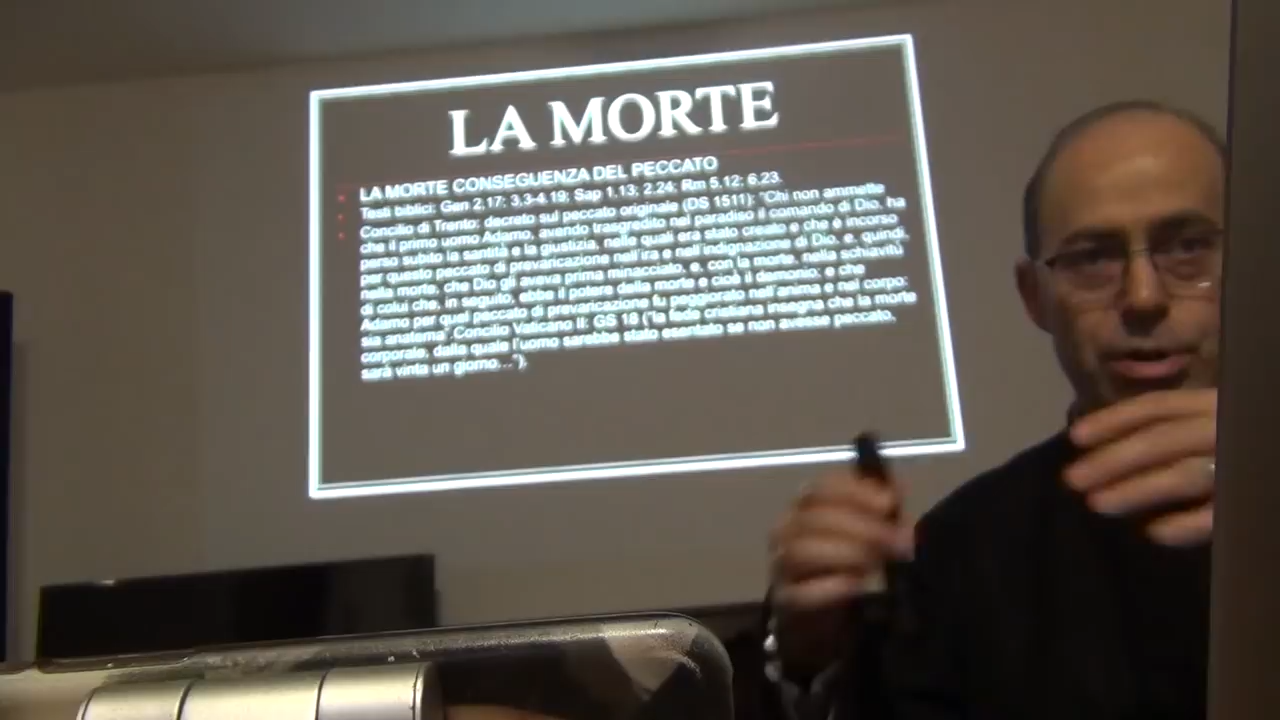 LA MORTE
LA MORTE CONSEGUENZA DEL PECCATO
Testi biblici: Gen 2.17; 3,3-4.19; Sap 1.13; 2.24; Rm 5.12; 6.23.
Concilio di Trento: decreto sul peccato originale (DS 1511): "Chi non ammette
che il primo uomo Adamo, avendo trasgredito nel paradiso il comando di Dio, ha
perso subito la santità e la giustizia, nelle quali era stato creato e che è incorso
per questo peccato di prevaricazione nell'ira e nell'indignazione di Dio, e, quindi,
nella morte, che Dio gli aveva prima minacciato, e, con la morte, nella schiavitù
di colui che, in seguito, ebbe il potere della morte e cioè il demonio; e che
Adamo per quel peccato di prevaricazione fu peggiorato nell'anima e nel corpo:
sia anatema".Concilio Vaticano II: GS 18 ("la fede cristiana insegna che la morte
corporale, dalla quale l'uomo sarebbe stato esentato se non avesse peccato,
sarà vinta un giorno…").